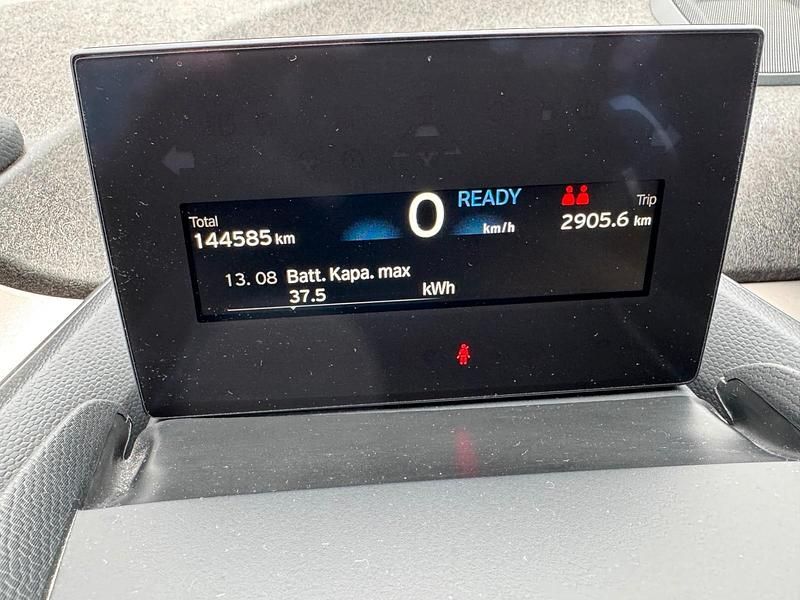 READY
Total 0 Trip
144585 km km/h 2905.6 km
13. 08 Batt. Kapa. max
37.5 kWh